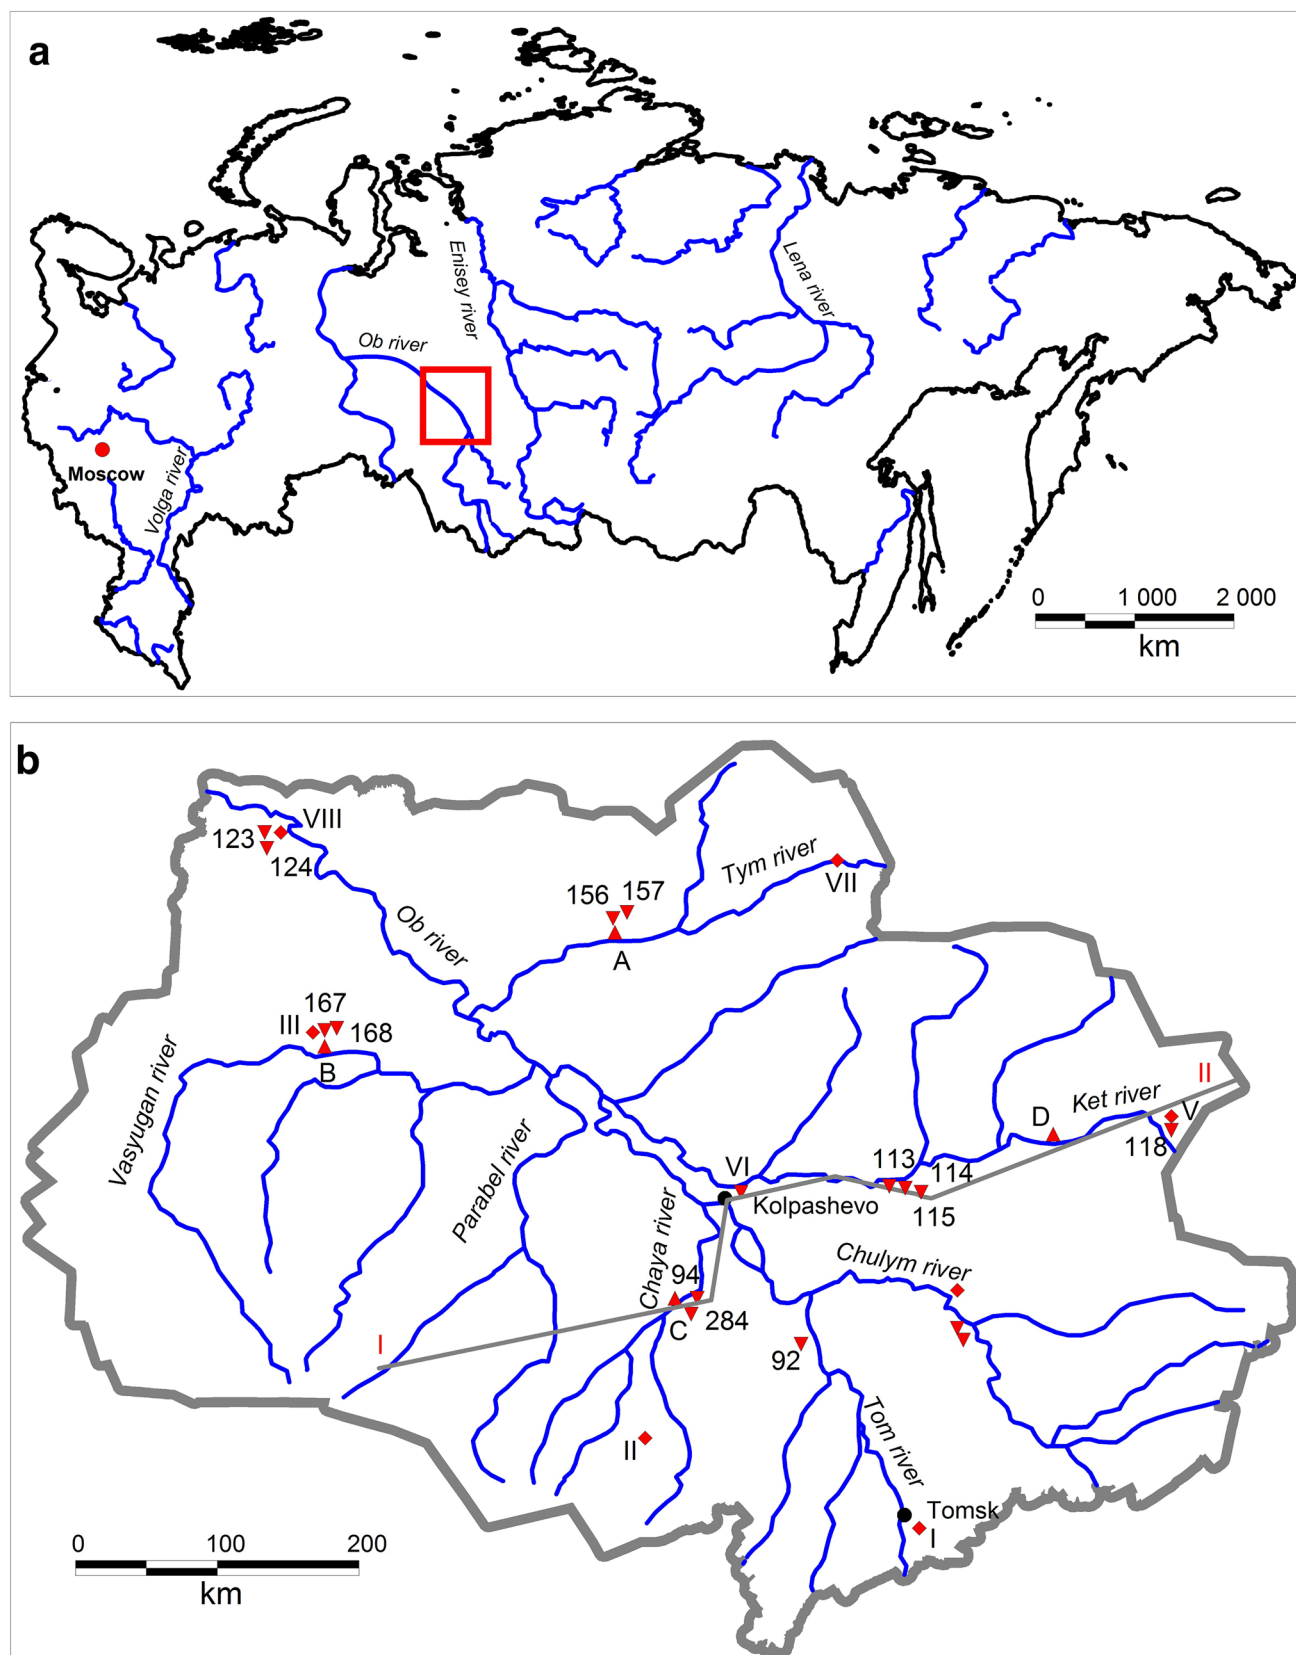 a
Enisey river
Lena river
Ob river
Moscow
Volga river
0 1 000 2 000
km
b
VIII
123
124
Tym river
VII
156 157
A
Ob river
167
III
168
B
Vasyugan river
II
Ket river
D
V
118
Parabel river
VI
113
114
Kolpashevo
115
Chaya river
Chulym river
94
I
C
284
92
Tom river
II
Tomsk
I
0 100 200
km